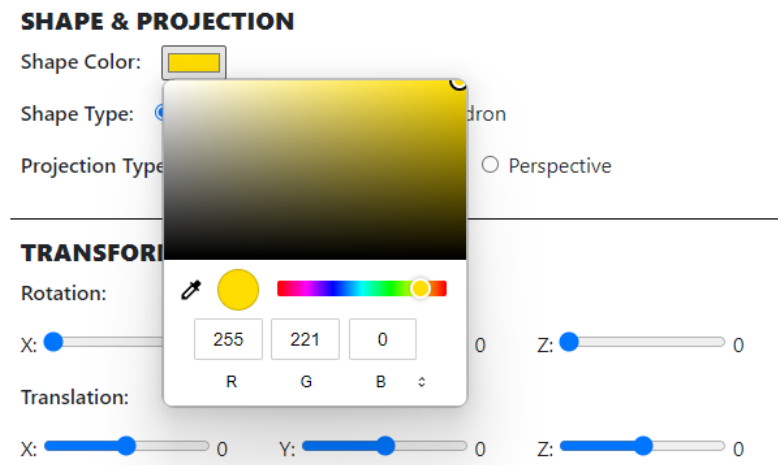 SHAPE & PROJECTION
Shape Color:
Shape Type: dron
Projection Type Perspective
TRANSFOR
Rotation:
255 221 0
X: 0 Z: 0
R G B
Translation:
X: 0 Y: 0 Z: 0